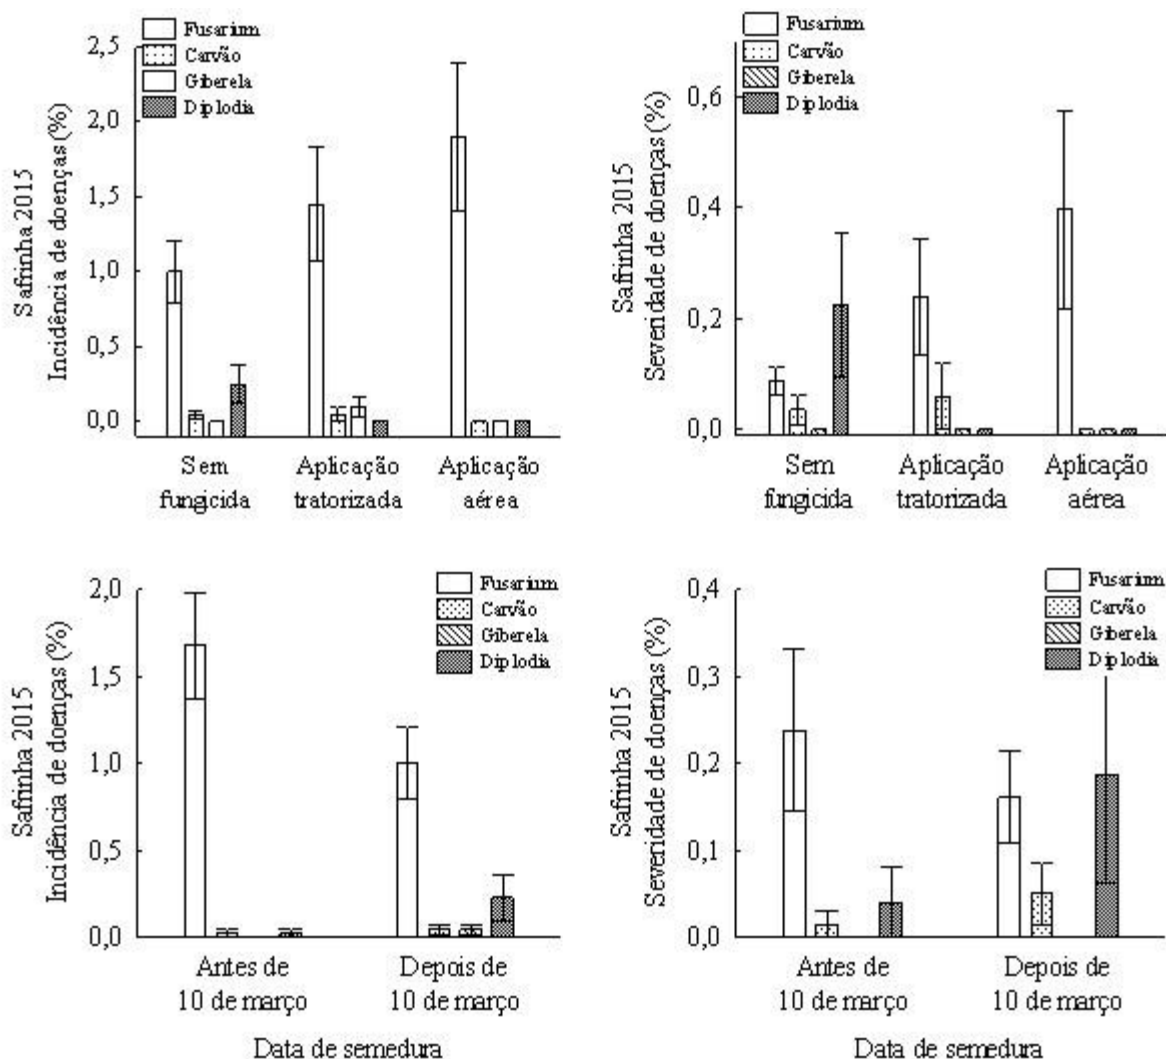 Safrinha 2015
Incidência de doenças (%)
2,5
2,0
1,5
1,0
0,5
0,0
Fusarium
Carvão
Giberela
Diplodia
Sem
fungicida
Aplicação
tratorizada
Aplicação
aérea
Safrinha 2015
Severidade de doenças (%)
0,6
0,4
0,2
0,0
Fusarium
Carvão
Giberela
Diplodia
Sem
fungicida
Aplicação
tratorizada
Aplicação
aérea
Safrinha 2015
Incidência de doenças (%)
2,0
1,5
1,0
0,5
0,0
Fusarium
Carvão
Giberela
Diplodia
Antes de
10 de março
Depois de
10 de março
Data de semedura
Safrinha 2015
Severidade de doenças (%)
0,4
0,3
0,2
0,1
0,0
Fusarium
Carvão
Giberela
Diplodia
Antes de
10 de março
Depois de
10 de março
Data de semedura